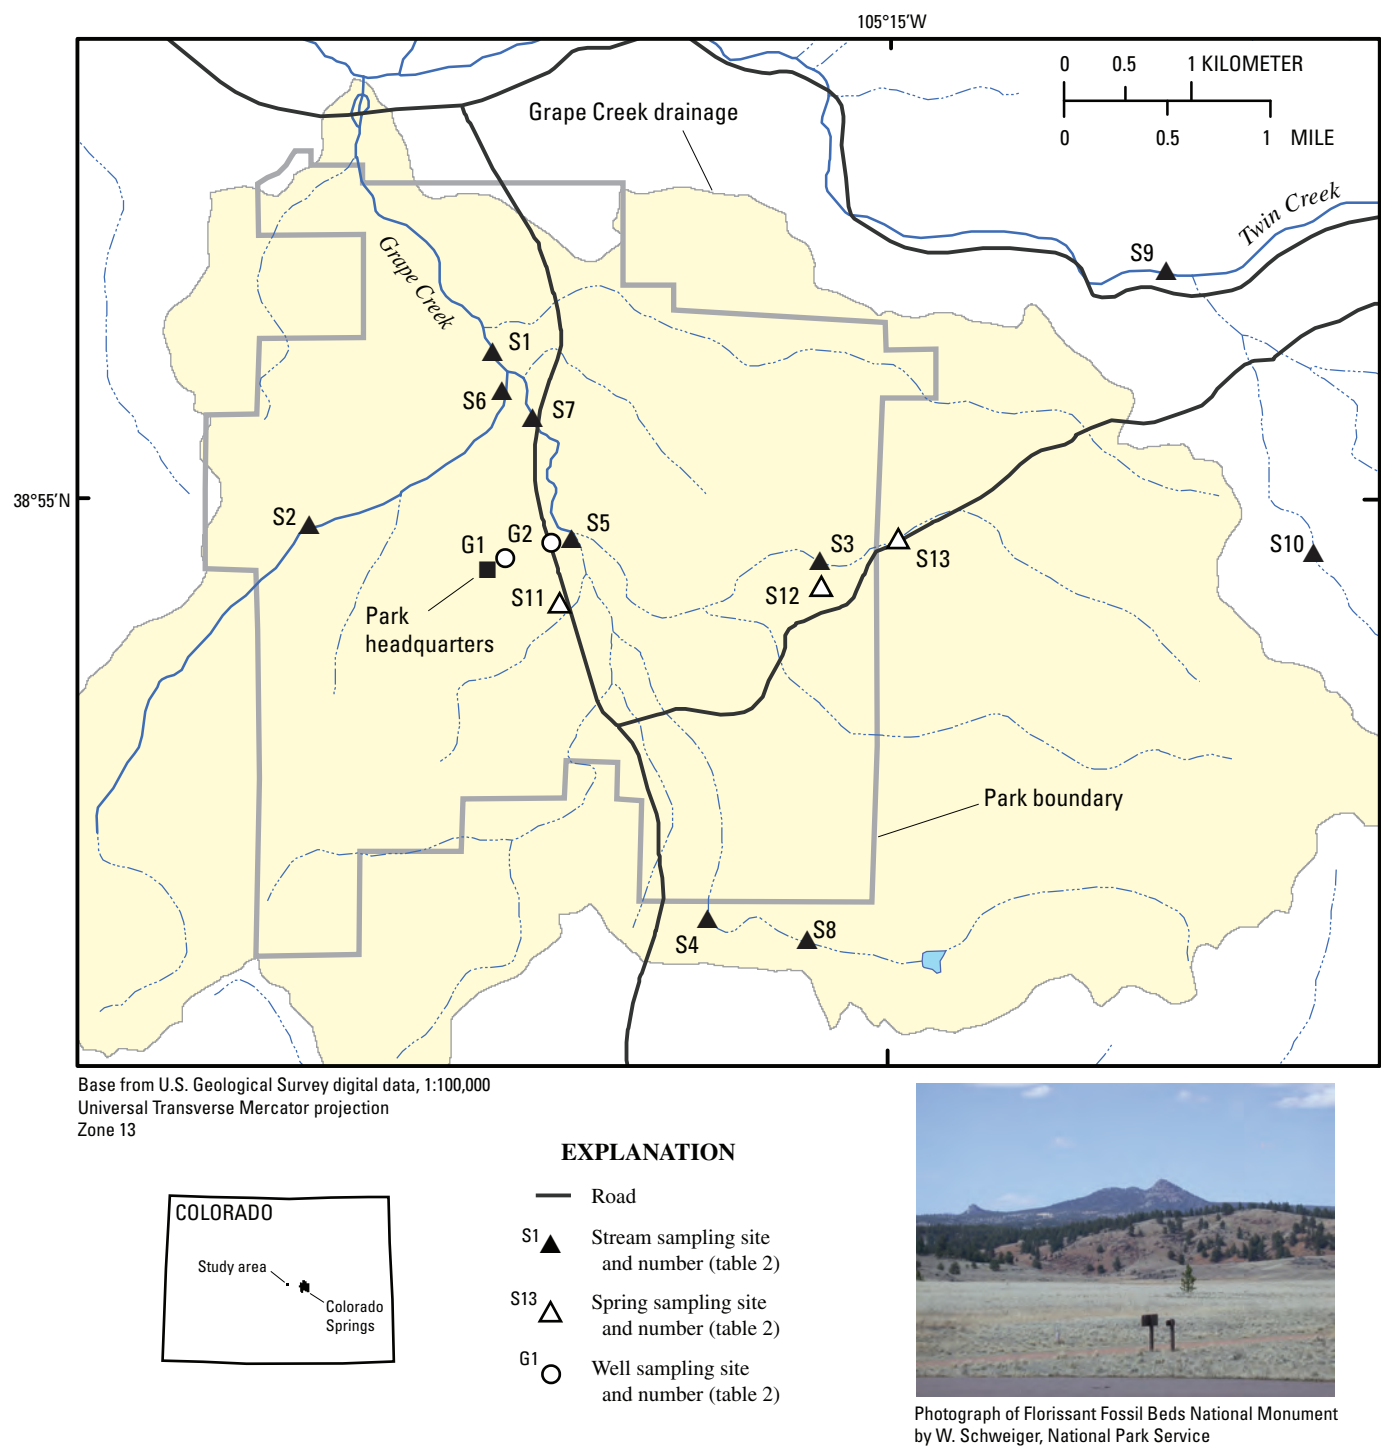 105°15'W
0 0.5 1 KILOMETER
0 0.5 1 MILE
Grape Creek drainage
Twin Creek
S9
Grape Creek
S1
S6
S7
38°55'N
S2
G1
G2
S5
S3
S13
S10
S12
S11
Park
headquarters
Park boundary
S4
S8
Base from U.S. Geological Survey digital data, 1:100,000
Universal Transverse Mercator projection
Zone 13
COLORADO
Study area
Colorado
Springs
EXPLANATION
Road
S1
Stream sampling site
and number (table 2)
S13
Spring sampling site
and number (table 2)
G1
Well sampling site
and number (table 2)
Photograph of Florissant Fossil Beds National Monument
by W. Schweiger, National Park Service